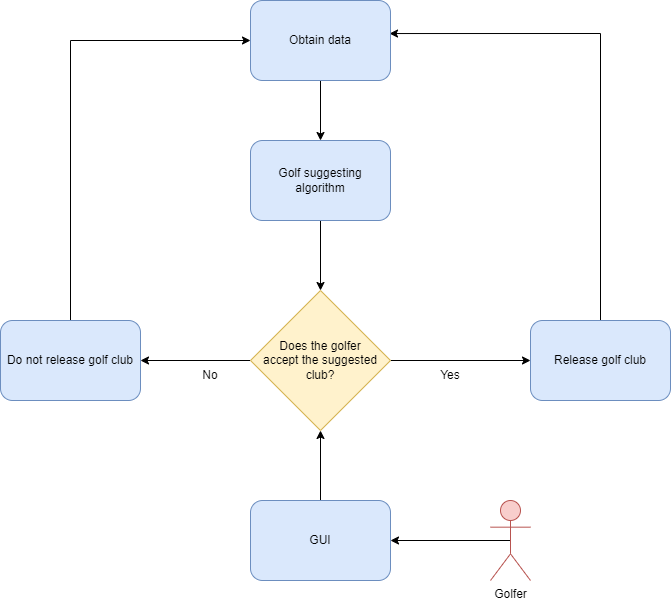 Obtain data
Golf suggesting
algorithm
Does the golfer
accept the suggested
club?
Do not release golf club
Release golf club
No
Yes
GUI
Golfer